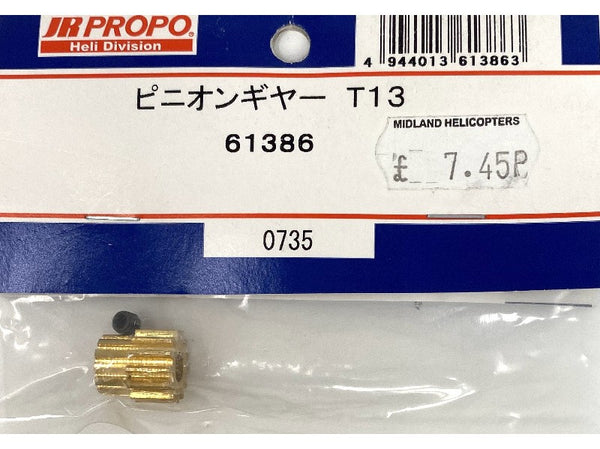 JR PROPO®
Heli Division
4 944013 613863
ピニオンギヤー T13
61386
MIDLAND HELICOPTERS
£ 7.45P
0735